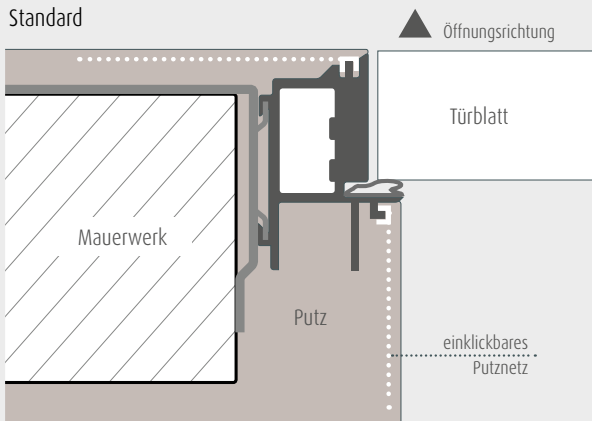 Standard
Öffnungsrichtung
Türblatt
Mauerwerk
Putz
einklickbares
Putznetz